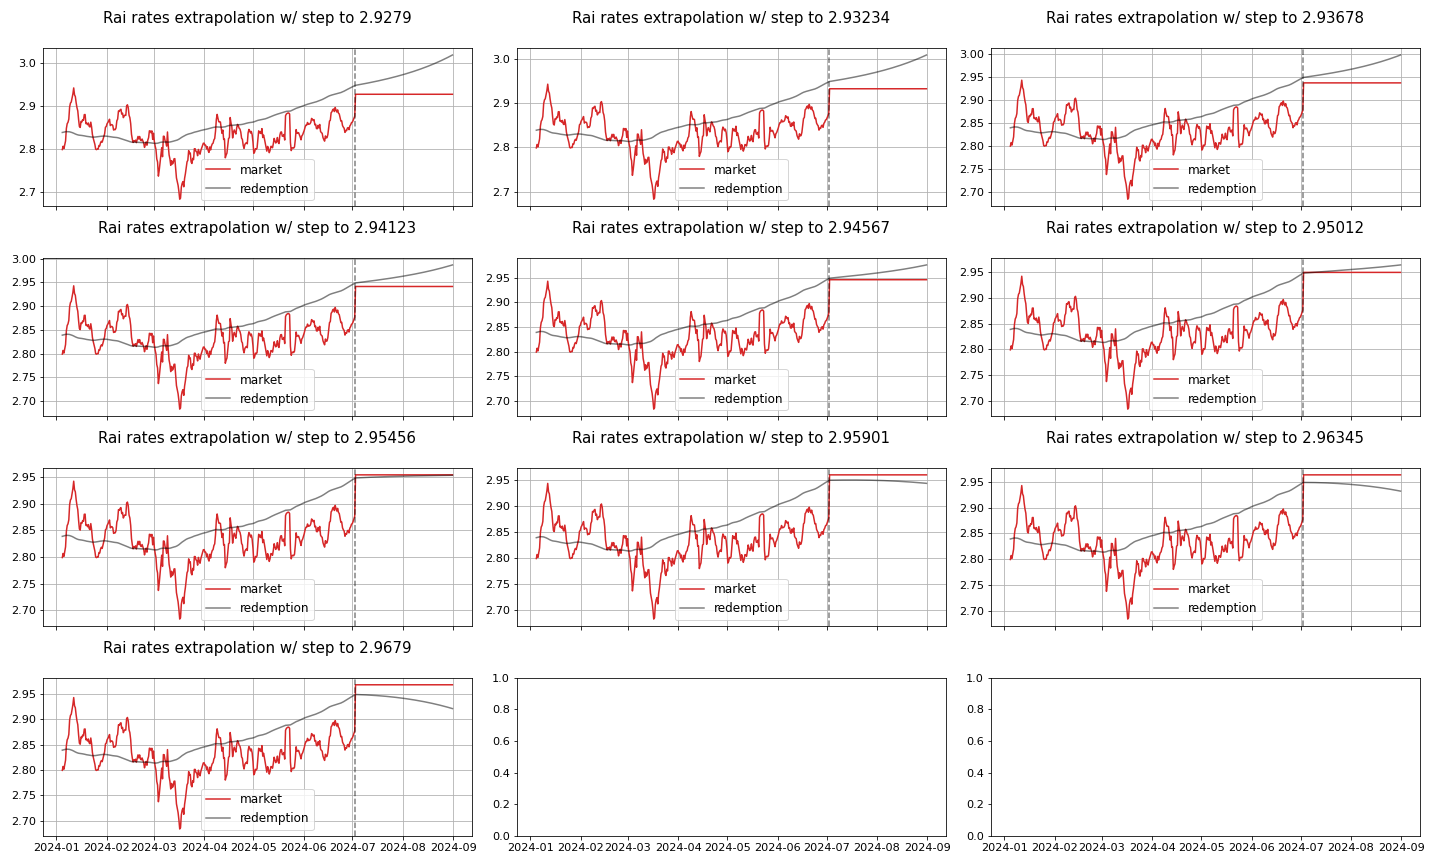 Rai rates extrapolation w/ step to 2.9279
3.0
2.9
2.8
2.7
market
redemption
Rai rates extrapolation w/ step to 2.93234
3.0
2.9
2.8
2.7
market
redemption
Rai rates extrapolation w/ step to 2.93678
3.00
2.95
2.90
2.85
2.80
2.75
2.70
market
redemption
Rai rates extrapolation w/ step to 2.94123
3.00
2.95
2.90
2.85
2.80
2.75
2.70
market
redemption
Rai rates extrapolation w/ step to 2.94567
2.95
2.90
2.85
2.80
2.75
2.70
market
redemption
Rai rates extrapolation w/ step to 2.95012
2.95
2.90
2.85
2.80
2.75
2.70
market
redemption
Rai rates extrapolation w/ step to 2.95456
2.95
2.90
2.85
2.80
2.75
2.70
market
redemption
Rai rates extrapolation w/ step to 2.95901
2.95
2.90
2.85
2.80
2.75
2.70
market
redemption
Rai rates extrapolation w/ step to 2.96345
2.95
2.90
2.85
2.80
2.75
2.70
market
redemption
Rai rates extrapolation w/ step to 2.9679
2.95
2.90
2.85
2.80
2.75
2.70
market
redemption
2024-01 2024-02 2024-03 2024-04 2024-05 2024-06 2024-07 2024-08 2024-09
1.0
0.8
0.6
0.4
0.2
0.0
2024-01 2024-02 2024-03 2024-04 2024-05 2024-06 2024-07 2024-08 2024-09
1.0
0.8
0.6
0.4
0.2
0.0
2024-01 2024-02 2024-03 2024-04 2024-05 2024-06 2024-07 2024-08 2024-09